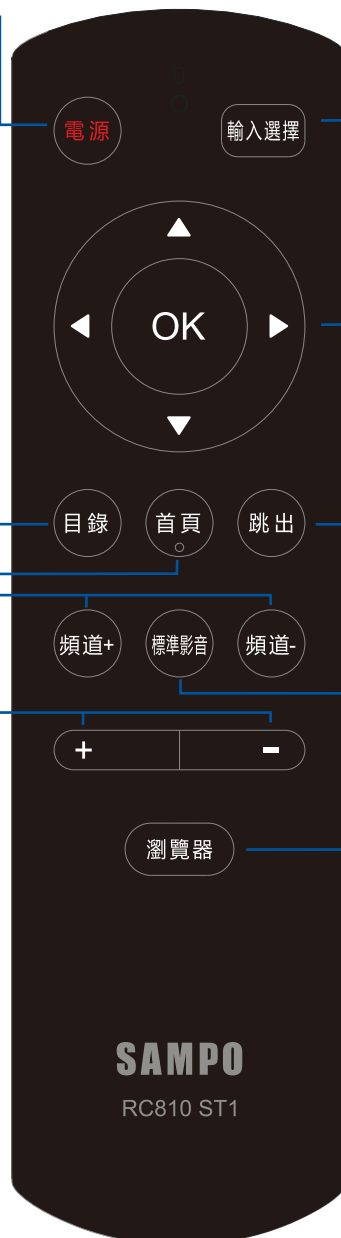 電源 輸入選擇
OK
目錄 首頁 跳出
頻道+ 標準影音 頻道-
+ -
瀏覽器
SAMPO
RC810 ST1